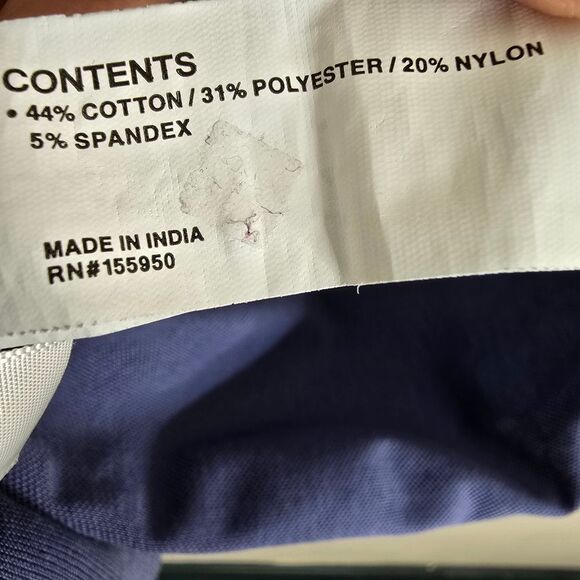 CONTENTS
• 44% COTTON / 31% POLYESTER / 20% NYLON
5% SPANDEX
MADE IN INDIA
RN#155950